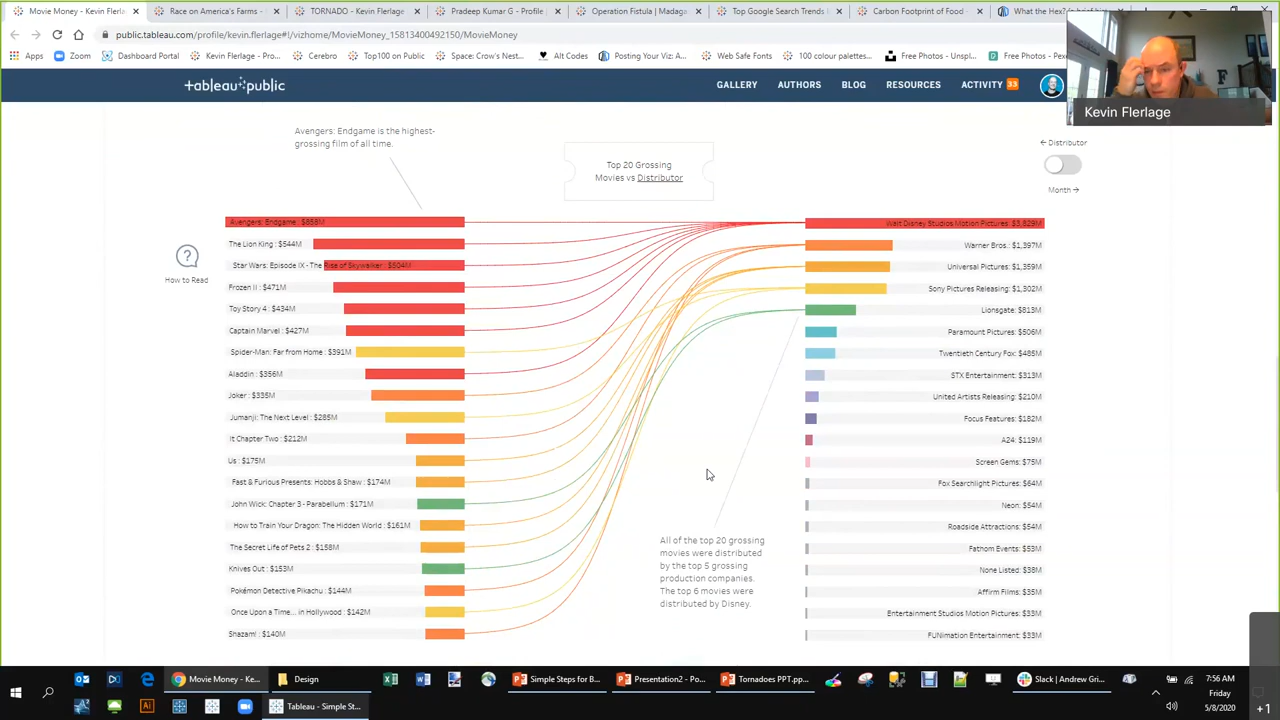 Movie Money - Kevin Flerla
Race on America's Farms -
TORNADO. - Kevin Flerlage
Pradeep Kumar G - Profile
Operation Fistula | Madaga
Top Google Search Trends I
Carbon Footprint of Food
What the Hex?
public.tableau.com/profile/kevin.flerlage#!/vizhome/MovieMoney_15813400492150/MovieMoney
Apps
Zoom
Dashboard Portal
Kevin Flerlage - Pr...
Cerebro
Top100 on Public
Space: Crow's Nest...
Alt Codes
Posting Your Viz: A...
Web Safe Fonts
100 colour palettes...
Free Photos - Unspl...
Free Photos - Pexe
Kevin Flerlage
tableau public
GALLERY
AUTHORS
BLOG
RESOURCES
ACTIVITY 33
Avengers: Endgame is the highest-
grossing film of all time.
Top 20 Grossing
Movies vs Distributor
← Distributor
Month →
How to Read
Avengers: Endgame : $858M
The Lion King : $544M
Star Wars: Episode IX - The Rise of Skywalker : $504M
Frozen II : $471M
Toy Story 4 : $434M
Captain Marvel : $427M
Spider-Man: Far from Home : $391M
Aladdin : $356M
Joker : $335M
Jumanji: The Next Level : $285M
It Chapter Two : $212M
Us : $175M
Fast & Furious Presents: Hobbs & Shaw : $174M
John Wick: Chapter 3 - Parabellum : $171M
How to Train Your Dragon: The Hidden World : $161M
The Secret Life of Pets 2 : $158M
Knives Out : $153M
Pokémon Detective Pikachu : $144M
Once Upon a Time... in Hollywood : $142M
Shazam! : $140M
Walt Disney Studios Motion Pictures: $3,829M
Warner Bros.: $1,397M
Universal Pictures: $1,359M
Sony Pictures Releasing: $1,302M
Lionsgate: $813M
Paramount Pictures: $506M
Twentieth Century Fox: $485M
STX Entertainment: $313M
United Artists Releasing: $210M
Focus Features: $182M
A24: $119M
Screen Gems: $75M
Fox Searchlight Pictures: $64M
Neon: $54M
Roadside Attractions: $54M
Fathom Events: $53M
None Listed: $38M
Affirm Films: $35M
Entertainment Studios Motion Pictures: $33M
FUNimation Entertainment: $33M
All of the top 20 grossing
movies were distributed
by the top 5 grossing
production companies.
The top 6 movies were
distributed by Disney.
Movie Money - Ke...
Design
Simple Steps for B...
Presentation2 - Po...
Tornadoes PPT.pp...
Slack | Andrew Gri...
Tableau - Simple St...
7:56 AM
Friday
5/8/2020
+1